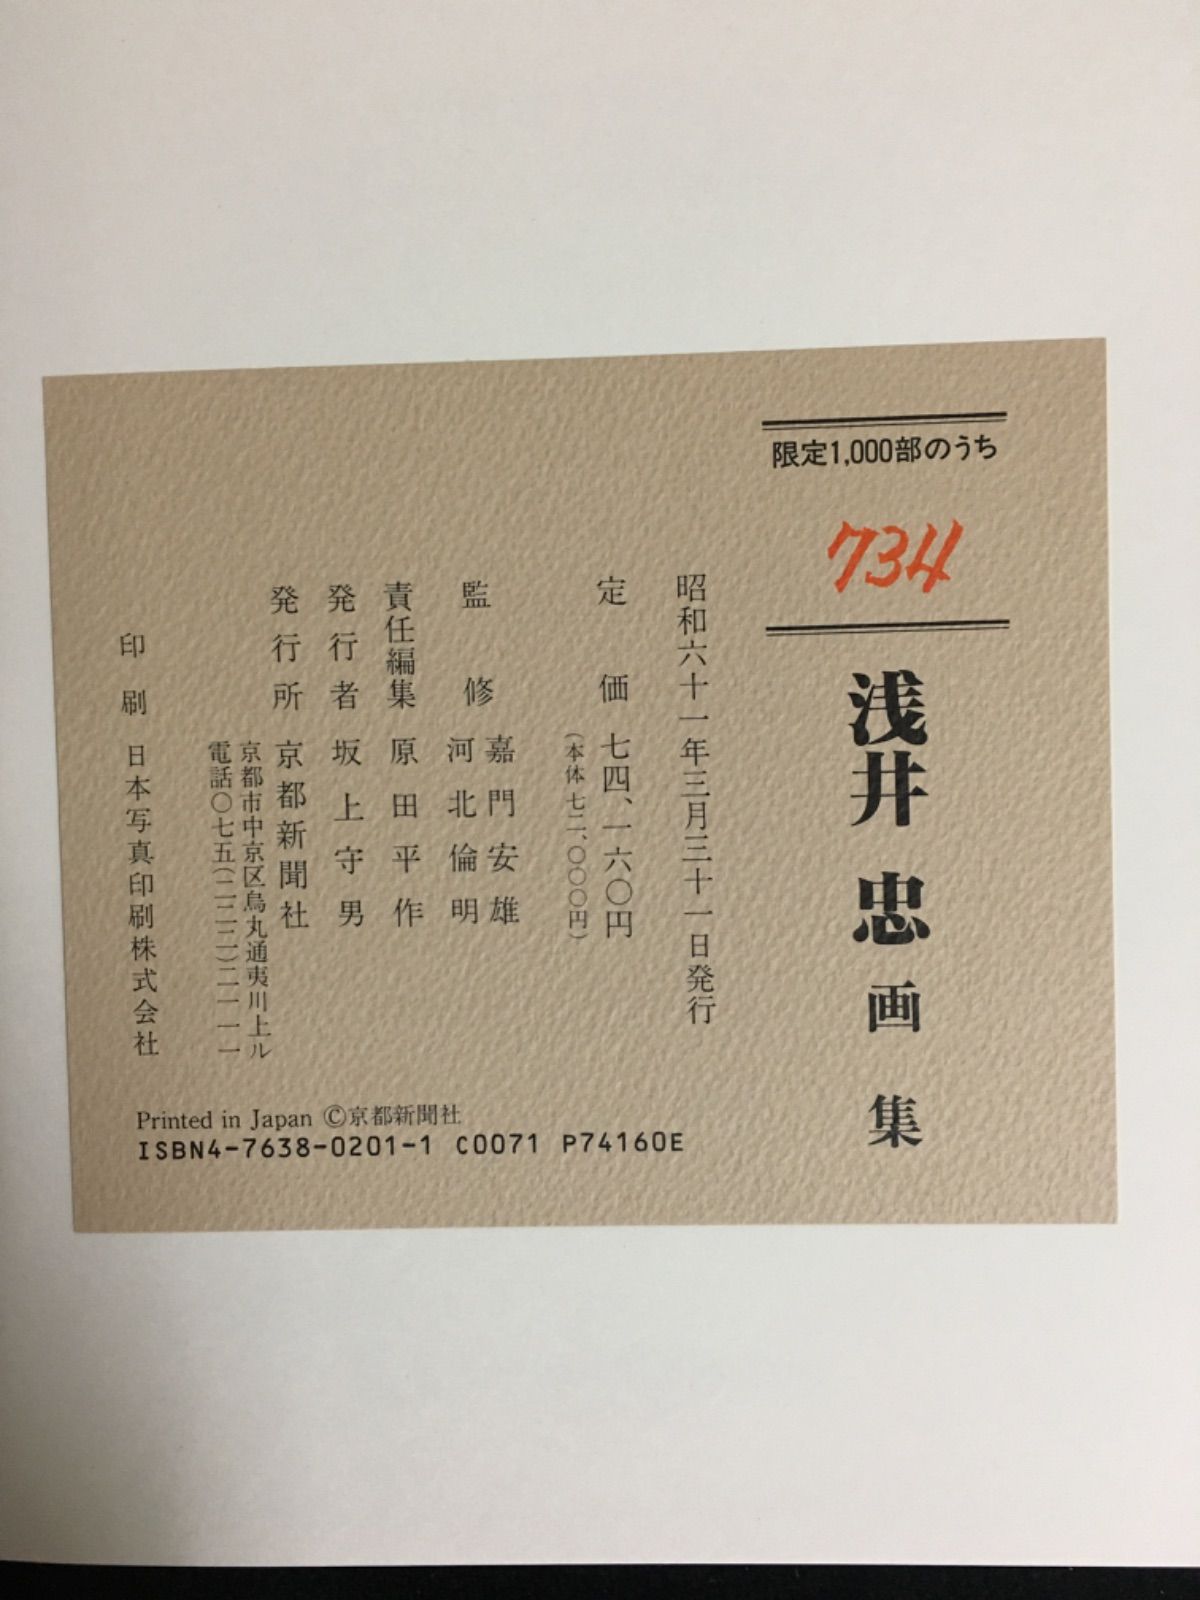 限定1,000部のうち
734
浅井 忠 画 集
昭和六十一年三月三十一日発行
定 価 七四、一六〇円
(本体 七二、〇〇〇円)
監 修 嘉門安雄
河北倫明
責任編集 原田平作
発行者 坂上守男
発行所 京都新聞社
京都市中京区烏丸通夷川上ル
電話〇七五(二二二)二一一一
印 刷 日本写真印刷株式会社
Printed in Japan ©京都新聞社
ISBN4-7638-0201-1 C0071 P74160E